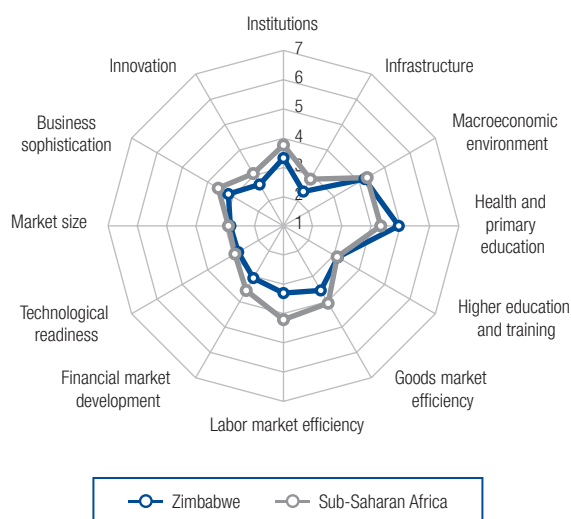 Institutions
7
6
5
4
3
2
1
Infrastructure
Macroeconomic
environment
Health and
primary
education
Higher education
and training
Goods market
efficiency
Labor market efficiency
Financial market
development
Technological
readiness
Market size
Business
sophistication
Innovation
Zimbabwe
Sub-Saharan Africa